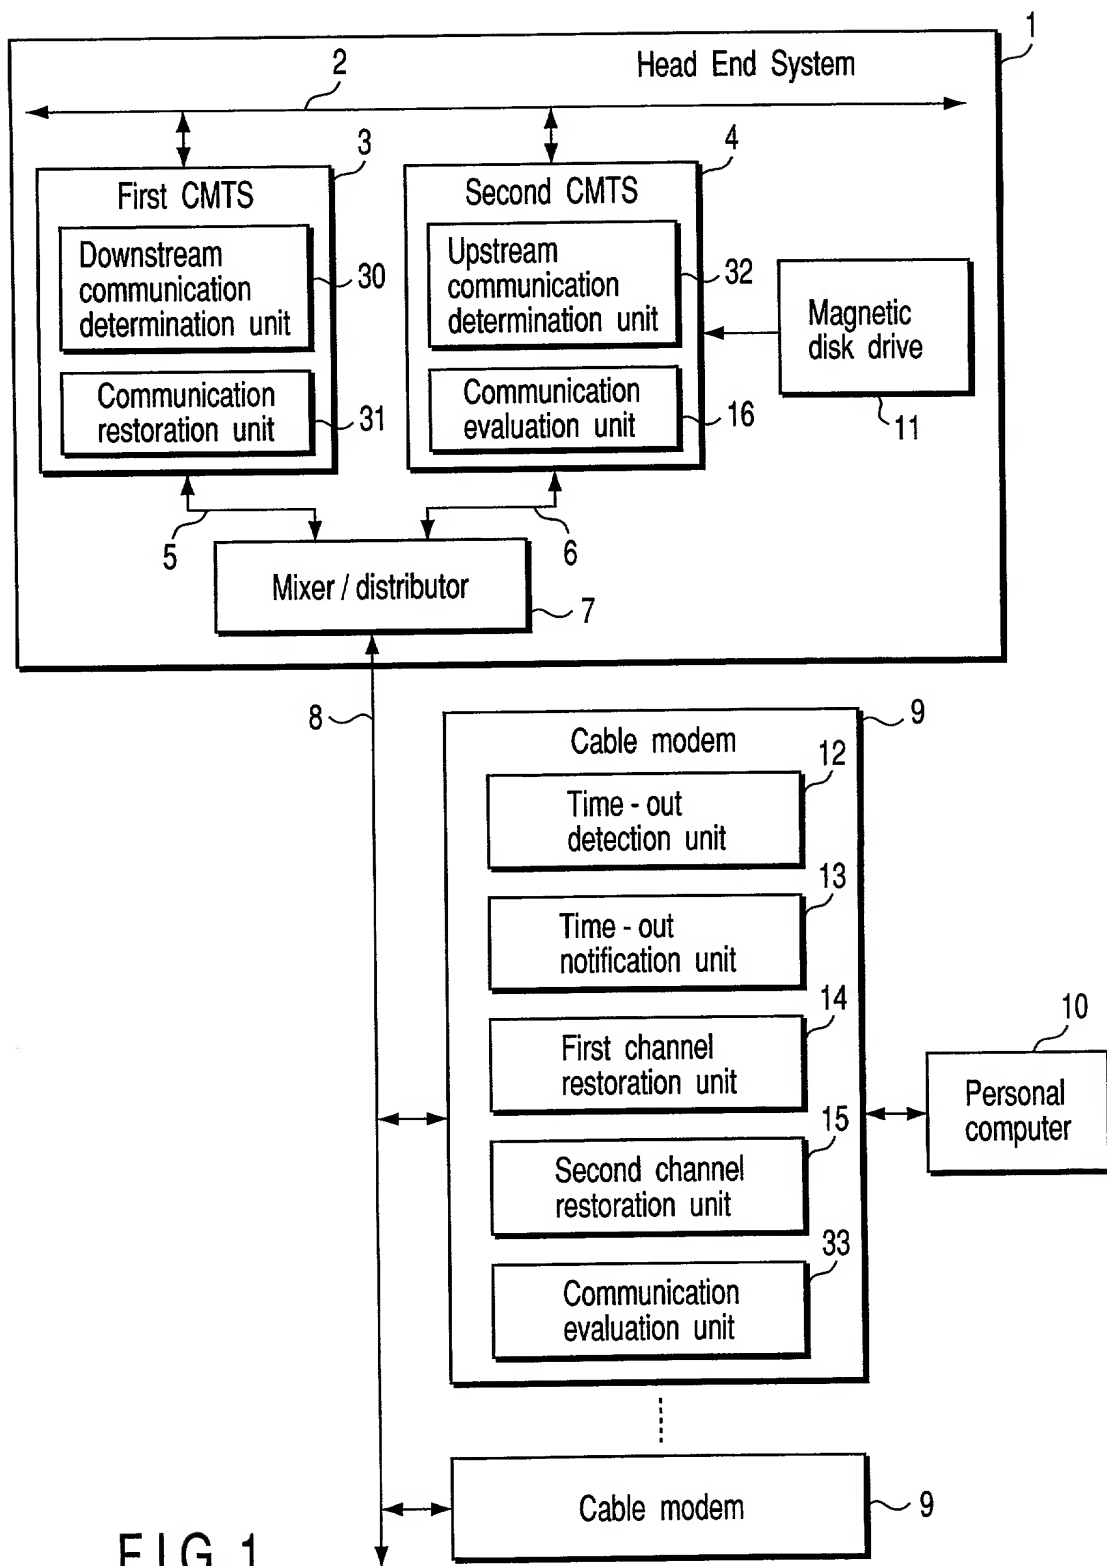 1
2
Head End System
3
4
First CMTS
Second CMTS
Downstream
communication
determination unit
30
Upstream
communication
determination unit
32
Magnetic
disk drive
11
Communication
restoration unit
31
Communication
evaluation unit
16
5
6
Mixer / distributor
7
8
9
Cable modem
12
Time - out
detection unit
13
Time - out
notification unit
14
First channel
restoration unit
10
Personal
computer
15
Second channel
restoration unit
33
Communication
evaluation unit
Cable modem
9
FIG. 1